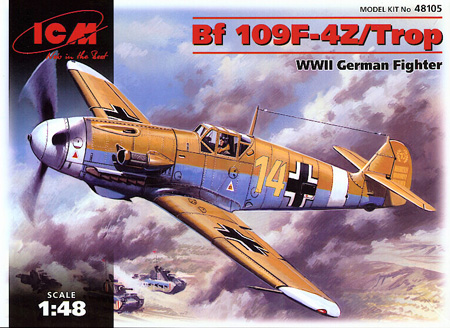 MODEL KIT No 48105
ICM
Bf 109F-4Z/Trop
WWII German Fighter
14
SCALE
1:48